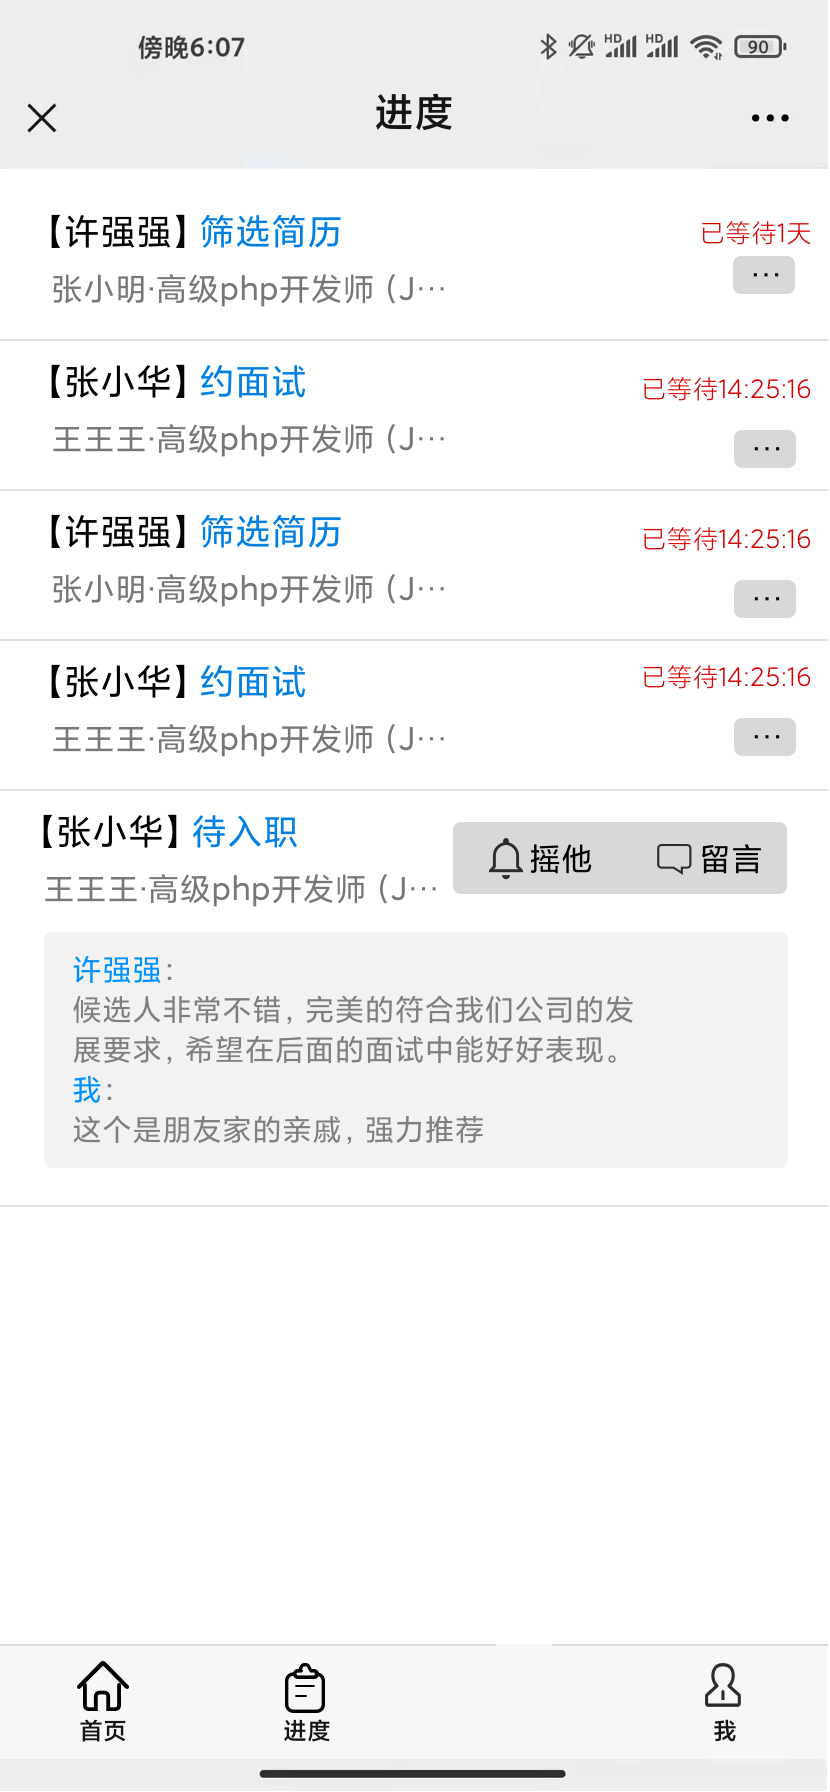 傍晚6:07
HD HD 90
进度
【许强强】筛选简历
已等待1天
张小明·高级php开发师（J···
【张小华】约面试
已等待14:25:16
王王王·高级php开发师（J···
【许强强】筛选简历
已等待14:25:16
张小明·高级php开发师（J···
【张小华】约面试
已等待14:25:16
王王王·高级php开发师（J···
【张小华】待入职
摇他 留言
王王王·高级php开发师（J···
许强强：
候选人非常不错，完美的符合我们公司的发
展要求，希望在后面的面试中能好好表现。
我：
这个是朋友家的亲戚，强力推荐
首页 进度 我